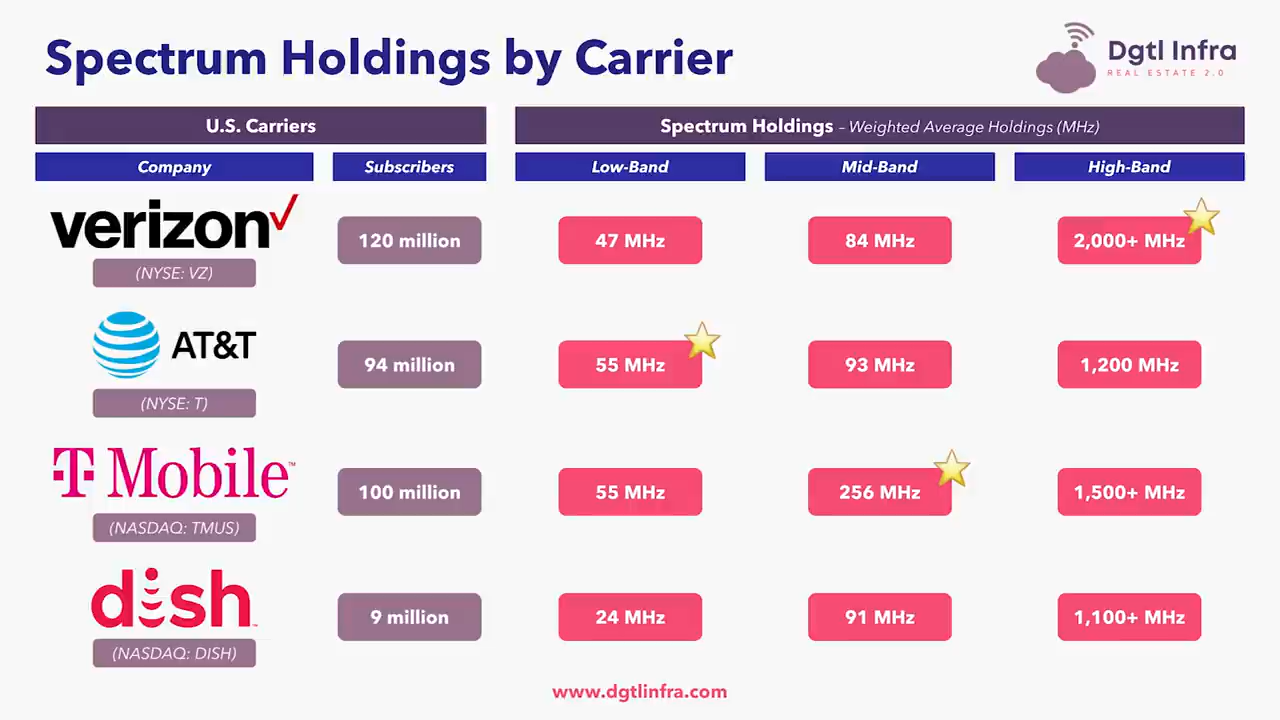 Spectrum Holdings by Carrier
Dgtl Infra
REAL ESTATE 2.0
U.S. Carriers
Spectrum Holdings – Weighted Average Holdings (MHz)
Company
Subscribers
Low-Band
Mid-Band
High-Band
verizon
(NYSE: VZ)
120 million
47 MHz
84 MHz
2,000+ MHz
AT&T
(NYSE: T)
94 million
55 MHz
93 MHz
1,200 MHz
T Mobile™
(NASDAQ: TMUS)
100 million
55 MHz
256 MHz
1,500+ MHz
dish™
(NASDAQ: DISH)
9 million
24 MHz
91 MHz
1,100+ MHz
www.dgtlinfra.com